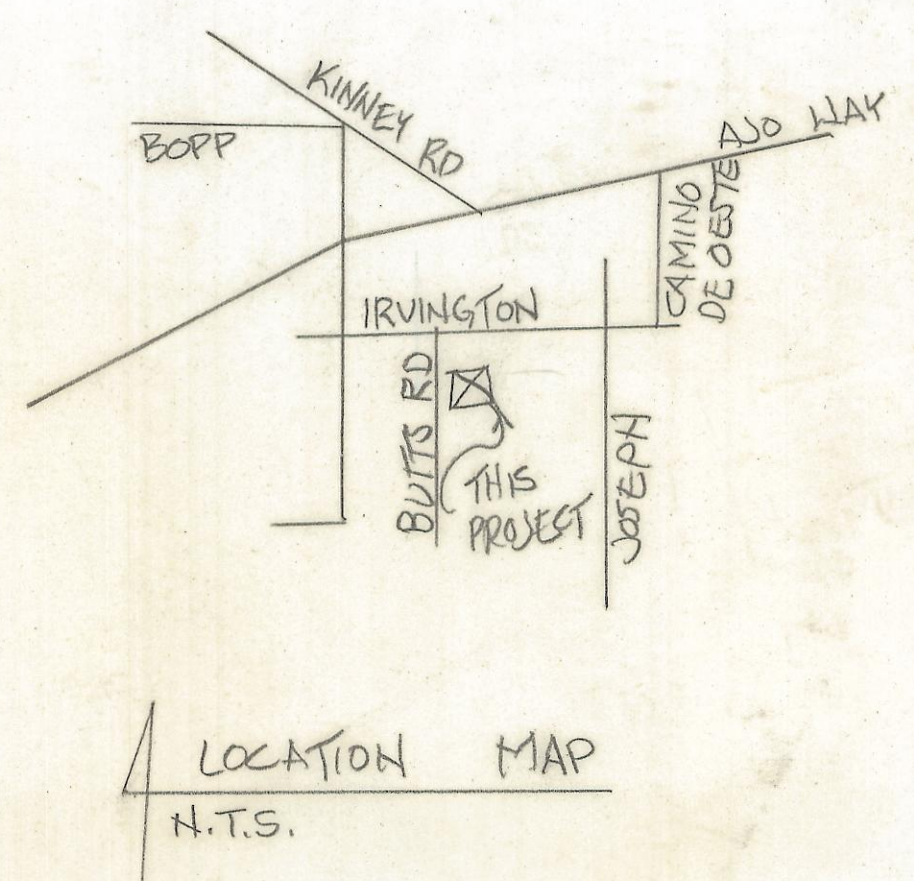 KINNEY RD
BOPP
AJO WAY
CAMINO
DE OESTE
IRVINGTON
BUTTS RD
THIS
PROJECT
JOSEPH
LOCATION MAP
N.T.S.